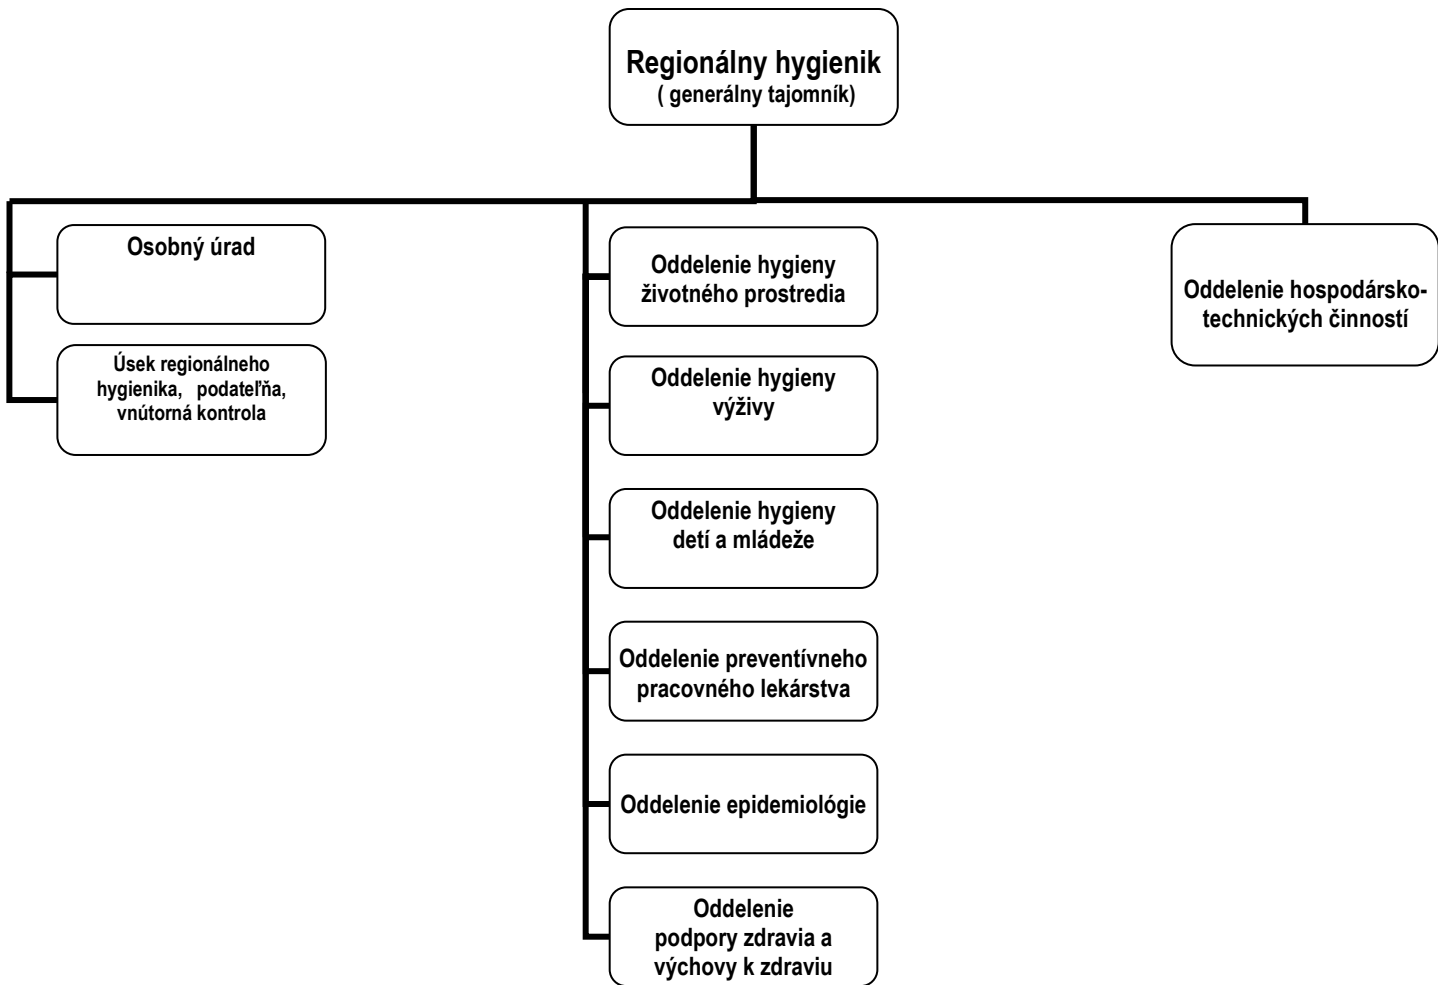 Regionálny hygienik
( generálny tajomník)
Osobný úrad
Úsek regionálneho
hygienika, podateľňa,
vnútorná kontrola
Oddelenie hygieny
životného prostredia
Oddelenie hygieny
výživy
Oddelenie hygieny
detí a mládeže
Oddelenie preventívneho
pracovného lekárstva
Oddelenie epidemiológie
Oddelenie
podpory zdravia a
výchovy k zdraviu
Oddelenie hospodársko-
technických činností